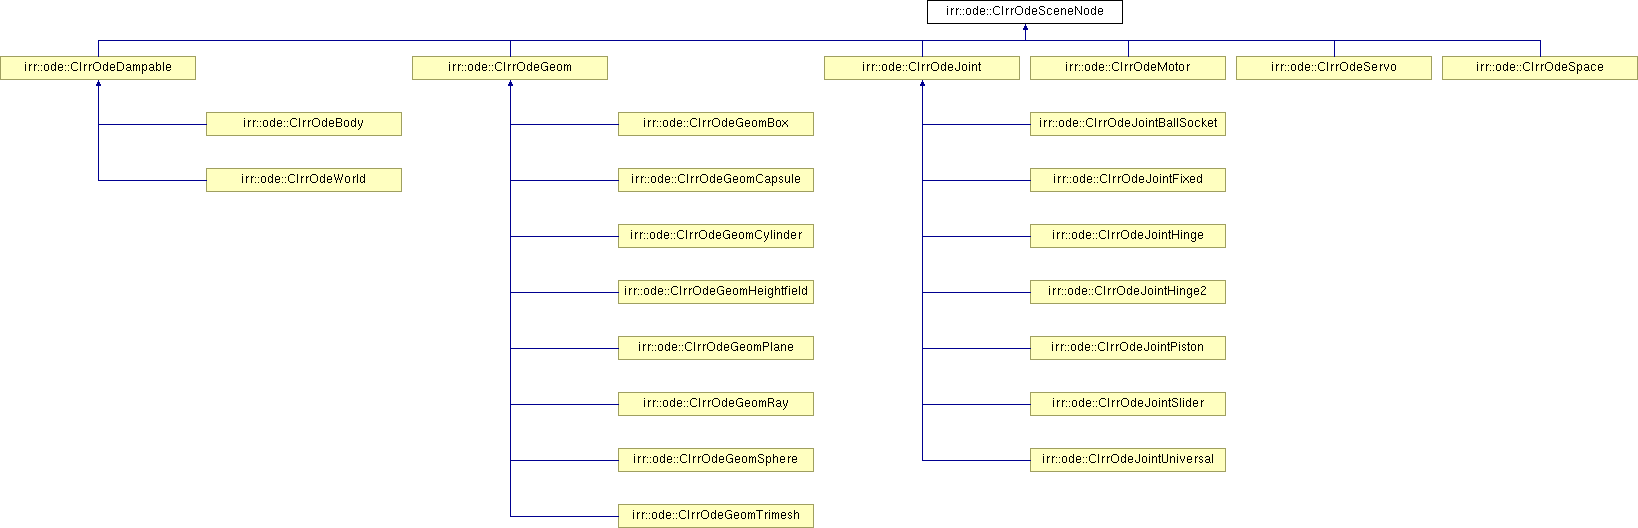 irr::ode::CIrrOdeSceneNode
irr::ode::CIrrOdeDampable
irr::ode::CIrrOdeGeom
irr::ode::CIrrOdeJoint
irr::ode::CIrrOdeMotor
irr::ode::CIrrOdeServo
irr::ode::CIrrOdeSpace
irr::ode::CIrrOdeBody
irr::ode::CIrrOdeWorld
irr::ode::CIrrOdeGeomBox
irr::ode::CIrrOdeGeomCapsule
irr::ode::CIrrOdeGeomCylinder
irr::ode::CIrrOdeGeomHeightfield
irr::ode::CIrrOdeGeomPlane
irr::ode::CIrrOdeGeomRay
irr::ode::CIrrOdeGeomSphere
irr::ode::CIrrOdeGeomTrimesh
irr::ode::CIrrOdeJointBallSocket
irr::ode::CIrrOdeJointFixed
irr::ode::CIrrOdeJointHinge
irr::ode::CIrrOdeJointHinge2
irr::ode::CIrrOdeJointPiston
irr::ode::CIrrOdeJointSlider
irr::ode::CIrrOdeJointUniversal